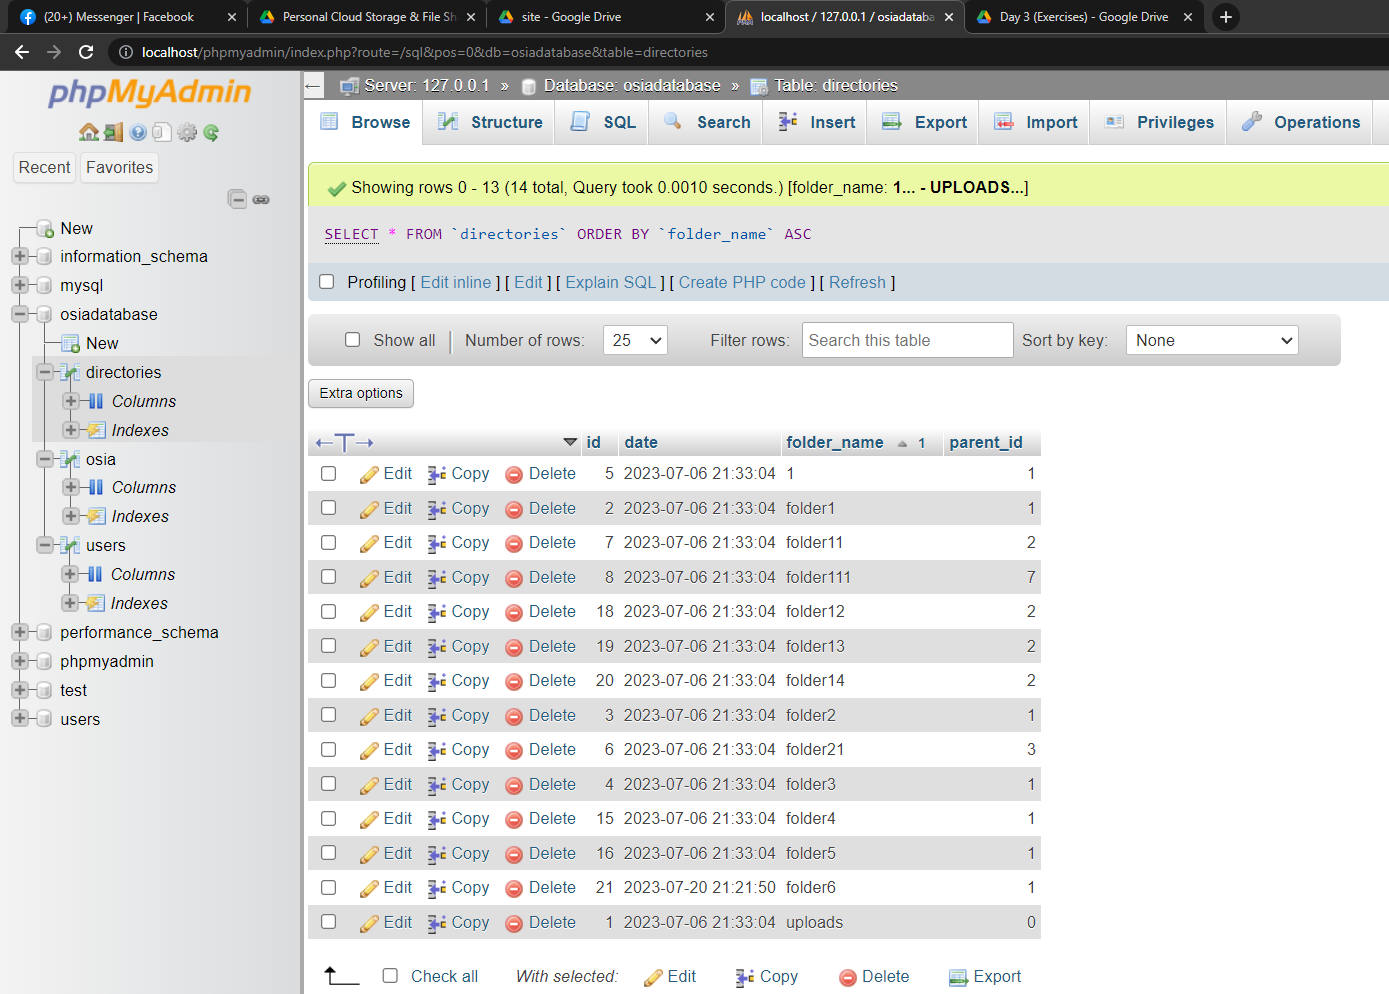 (20+) Messenger | Facebook
Personal Cloud Storage & File Sh
site - Google Drive
localhost / 127.0.0.1 / osiadataba
Day 3 (Exercises) - Google Drive
localhost/phpmyadmin/index.php?route=/sql&pos=0&db=osiadatabase&table=directories
phpMyAdmin
Recent
Favorites
New
information_schema
mysql
osiadatabase
New
directories
Columns
Indexes
osia
Columns
Indexes
users
Columns
Indexes
performance_schema
phpmyadmin
test
users
Server: 127.0.0.1 » Database: osiadatabase » Table: directories
Browse Structure SQL Search Insert Export Import Privileges Operations
Showing rows 0 - 13 (14 total, Query took 0.0010 seconds.) [folder_name: 1... - UPLOADS...]
SELECT * FROM `directories` ORDER BY `folder_name` ASC
Profiling [ Edit inline ] [ Edit ] [ Explain SQL ] [ Create PHP code ] [ Refresh ]
Show all Number of rows: 25 Filter rows: Search this table Sort by key: None
Extra options
id date folder_name 1 parent_id
Edit Copy Delete 5 2023-07-06 21:33:04 1 1
Edit Copy Delete 2 2023-07-06 21:33:04 folder1 1
Edit Copy Delete 7 2023-07-06 21:33:04 folder11 2
Edit Copy Delete 8 2023-07-06 21:33:04 folder111 7
Edit Copy Delete 18 2023-07-06 21:33:04 folder12 2
Edit Copy Delete 19 2023-07-06 21:33:04 folder13 2
Edit Copy Delete 20 2023-07-06 21:33:04 folder14 2
Edit Copy Delete 3 2023-07-06 21:33:04 folder2 1
Edit Copy Delete 6 2023-07-06 21:33:04 folder21 3
Edit Copy Delete 4 2023-07-06 21:33:04 folder3 1
Edit Copy Delete 15 2023-07-06 21:33:04 folder4 1
Edit Copy Delete 16 2023-07-06 21:33:04 folder5 1
Edit Copy Delete 21 2023-07-20 21:21:50 folder6 1
Edit Copy Delete 1 2023-07-06 21:33:04 uploads 0
Check all With selected: Edit Copy Delete Export